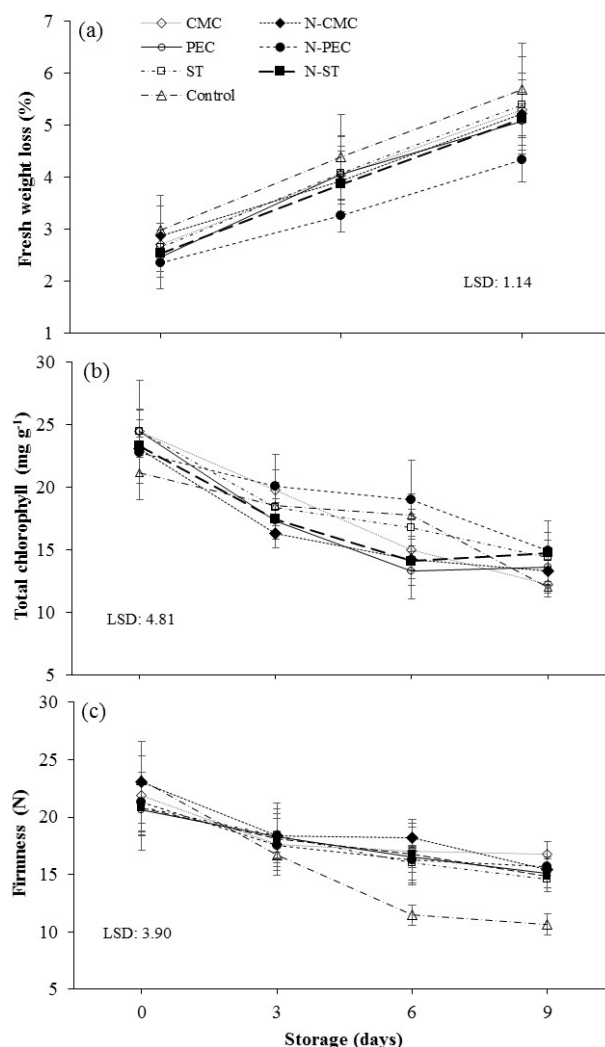 (a)
CMC N-CMC
PEC N-PEC
ST N-ST
Control
Fresh weight loss (%)
7
6
5
4
3
2
1
LSD: 1.14
(b)
Total chlorophyll (mg g⁻¹)
30
25
20
15
10
5
LSD: 4.81
(c)
Firmness (N)
30
25
20
15
10
5
LSD: 3.90
0 3 6 9
Storage (days)